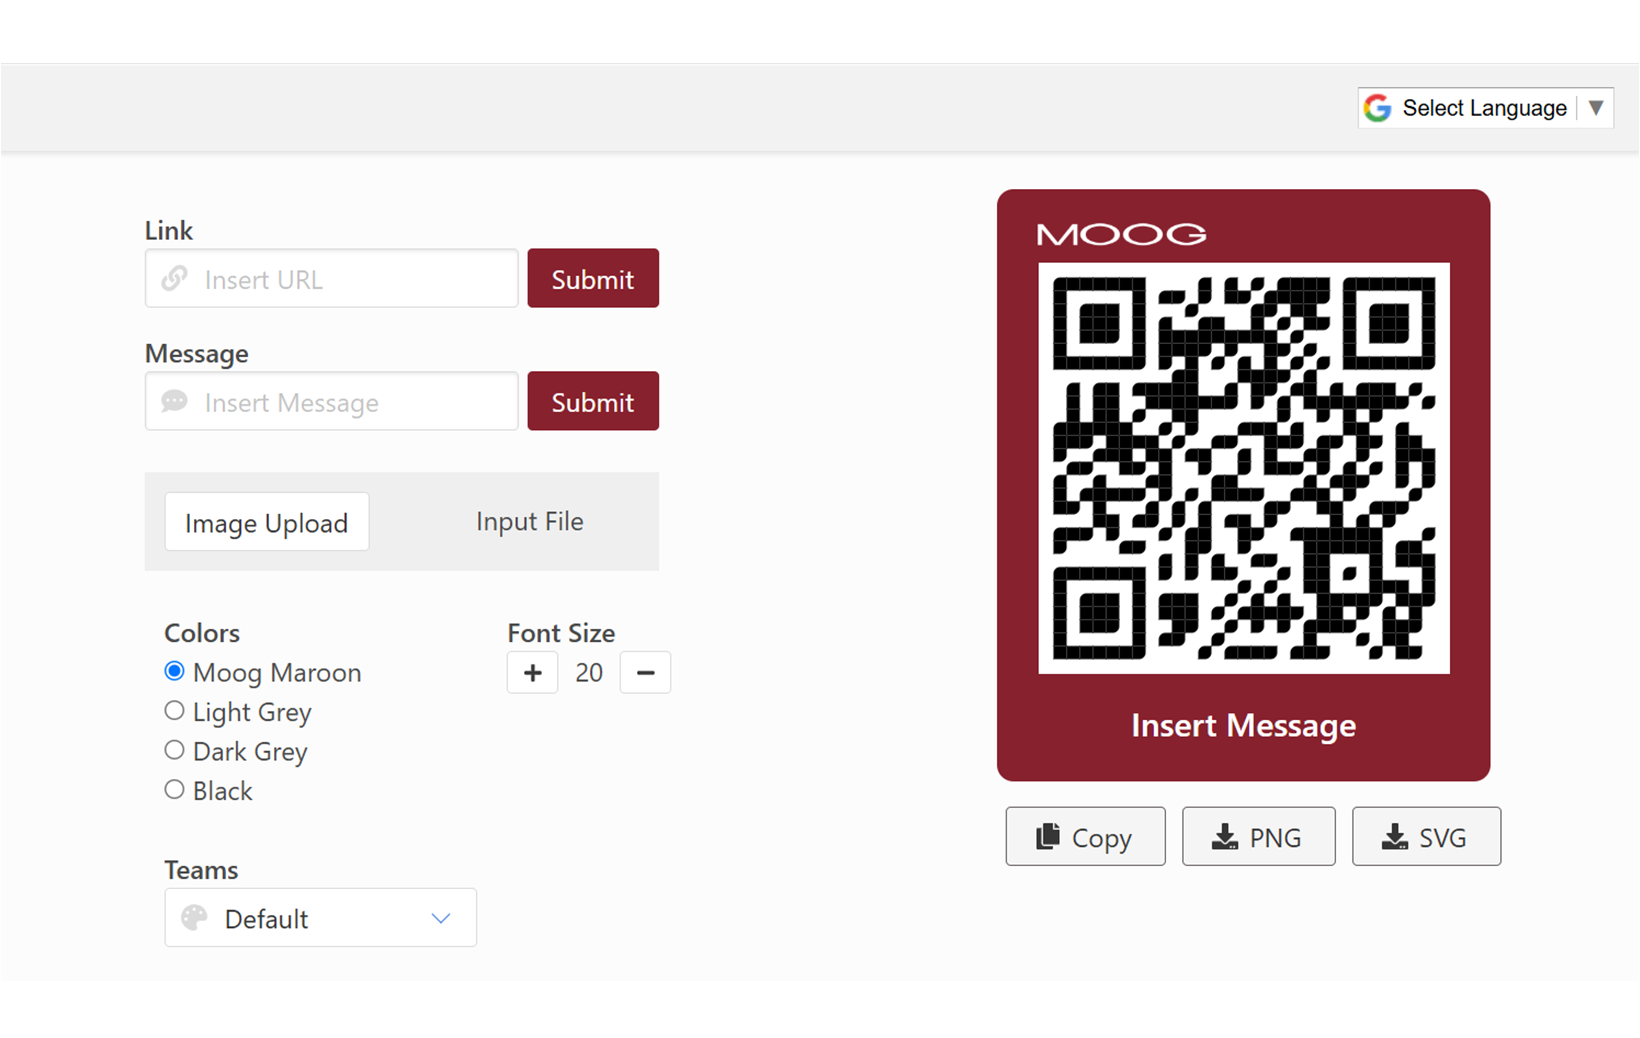 Select Language
Link
Insert URL
Submit
Message
Insert Message
Submit
Image Upload
Input File
Colors
Moog Maroon
Light Grey
Dark Grey
Black
Font Size
20
Teams
Default
MOOG
Insert Message
Copy
PNG
SVG